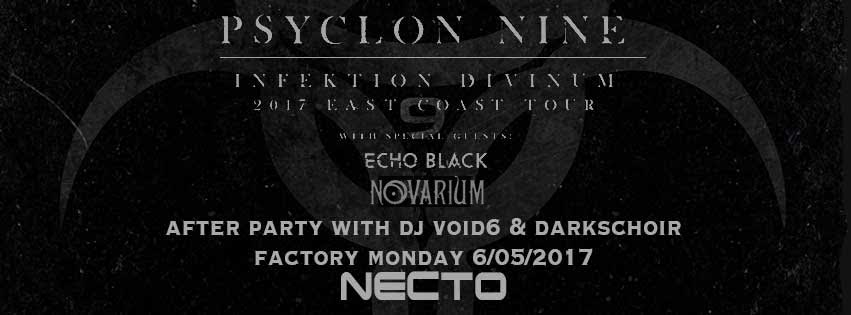 PSYCLON NINE
INFEKTION DIVINUM
2017 EAST COAST TOUR
9
WITH SPECIAL GUESTS:
ECHO BLACK
NOVARIUM
AFTER PARTY WITH DJ VOID6 & DARKSCHOIR
FACTORY MONDAY 6/05/2017
NECTO